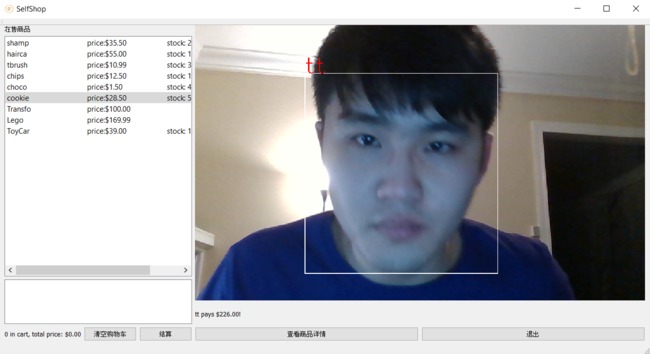 SelfShop
在售商品
shamp price:$35.50 stock: 2
hairca price:$55.00 stock: 1
tbrush price:$10.99 stock: 3
chips price:$12.50 stock: 1
choco price:$1.50 stock: 4
cookie price:$28.50 stock: 5
Transfo price:$100.00
Lego price:$169.99
ToyCar price:$39.00 stock: 1
tt
tt pays $226.00!
0 in cart, total price: $0.00 清空购物车 结算 查看商品详情 退出